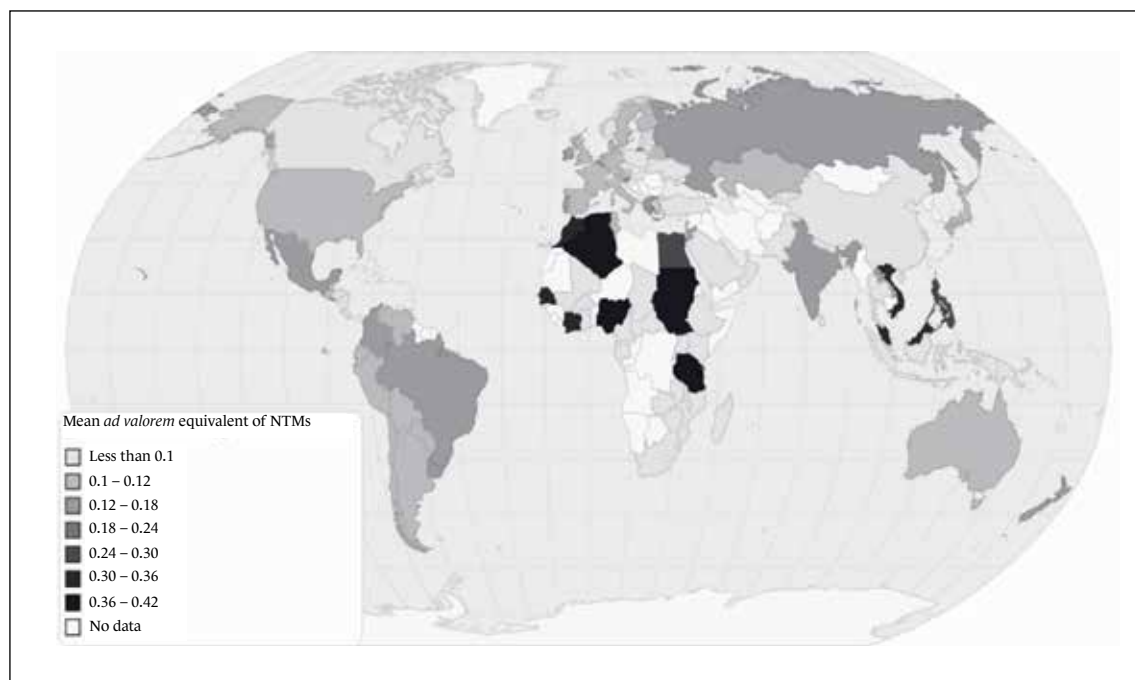 Mean ad valorem equivalent of NTMs
Less than 0.1
0.1 – 0.12
0.12 – 0.18
0.18 – 0.24
0.24 – 0.30
0.30 – 0.36
0.36 – 0.42
No data